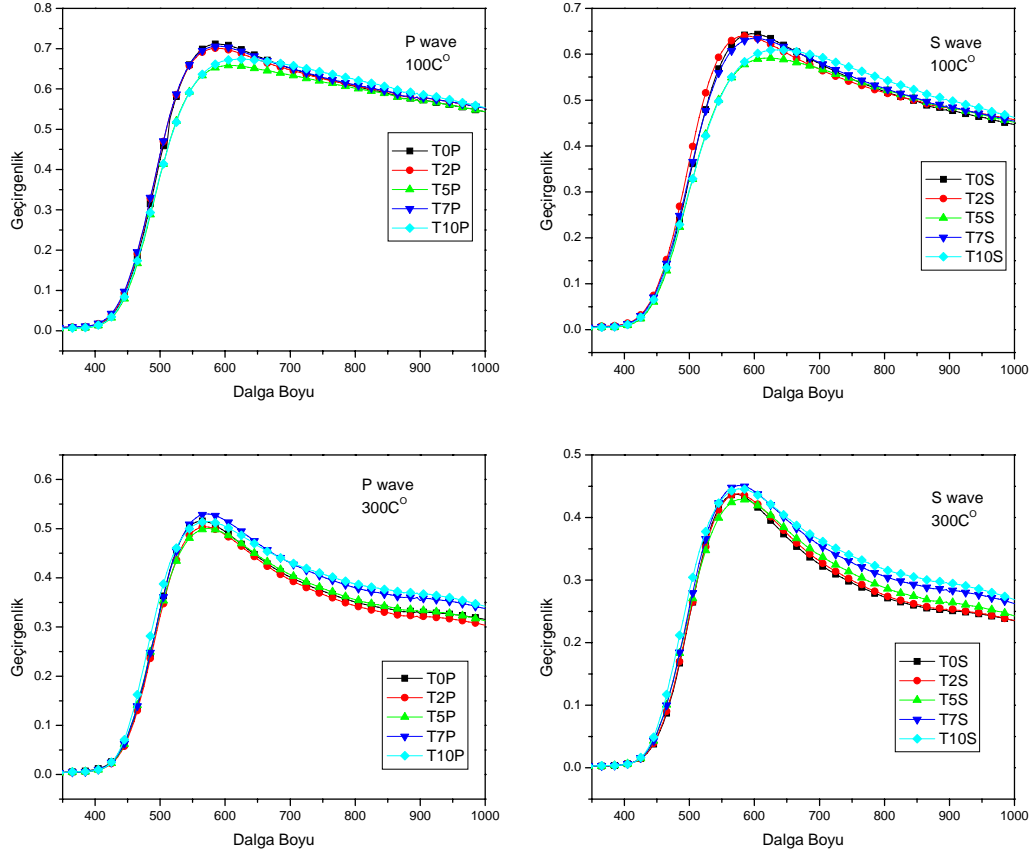 0.8
0.7
0.6
0.5
0.4
0.3
0.2
0.1
0.0
Geçirgenlik
P wave
100C°
T0P
T2P
T5P
T7P
T10P
400 500 600 700 800 900 1000
Dalga Boyu
0.7
0.6
0.5
0.4
0.3
0.2
0.1
0.0
Geçirgenlik
S wave
100C°
T0S
T2S
T5S
T7S
T10S
400 500 600 700 800 900 1000
Dalga Boyu
0.6
0.5
0.4
0.3
0.2
0.1
0.0
Geçirgenlik
P wave
300C°
T0P
T2P
T5P
T7P
T10P
400 500 600 700 800 900 1000
Dalga Boyu
0.5
0.4
0.3
0.2
0.1
0.0
Geçirgenlik
S wave
300C°
T0S
T2S
T5S
T7S
T10S
400 500 600 700 800 900 1000
Dalga Boyu